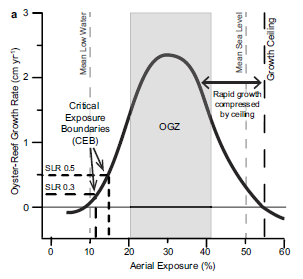 a
Mean Low Water
Mean Sea Level
Growth Ceiling
3
2
1
0
Oyster-Reef Growth Rate (cm yr⁻¹)
Critical
Exposure
Boundaries
(CEB)
OGZ
Rapid growth
compressed
by ceiling
SLR 0.5
SLR 0.3
0 10 20 30 40 50 60
Aerial Exposure (%)